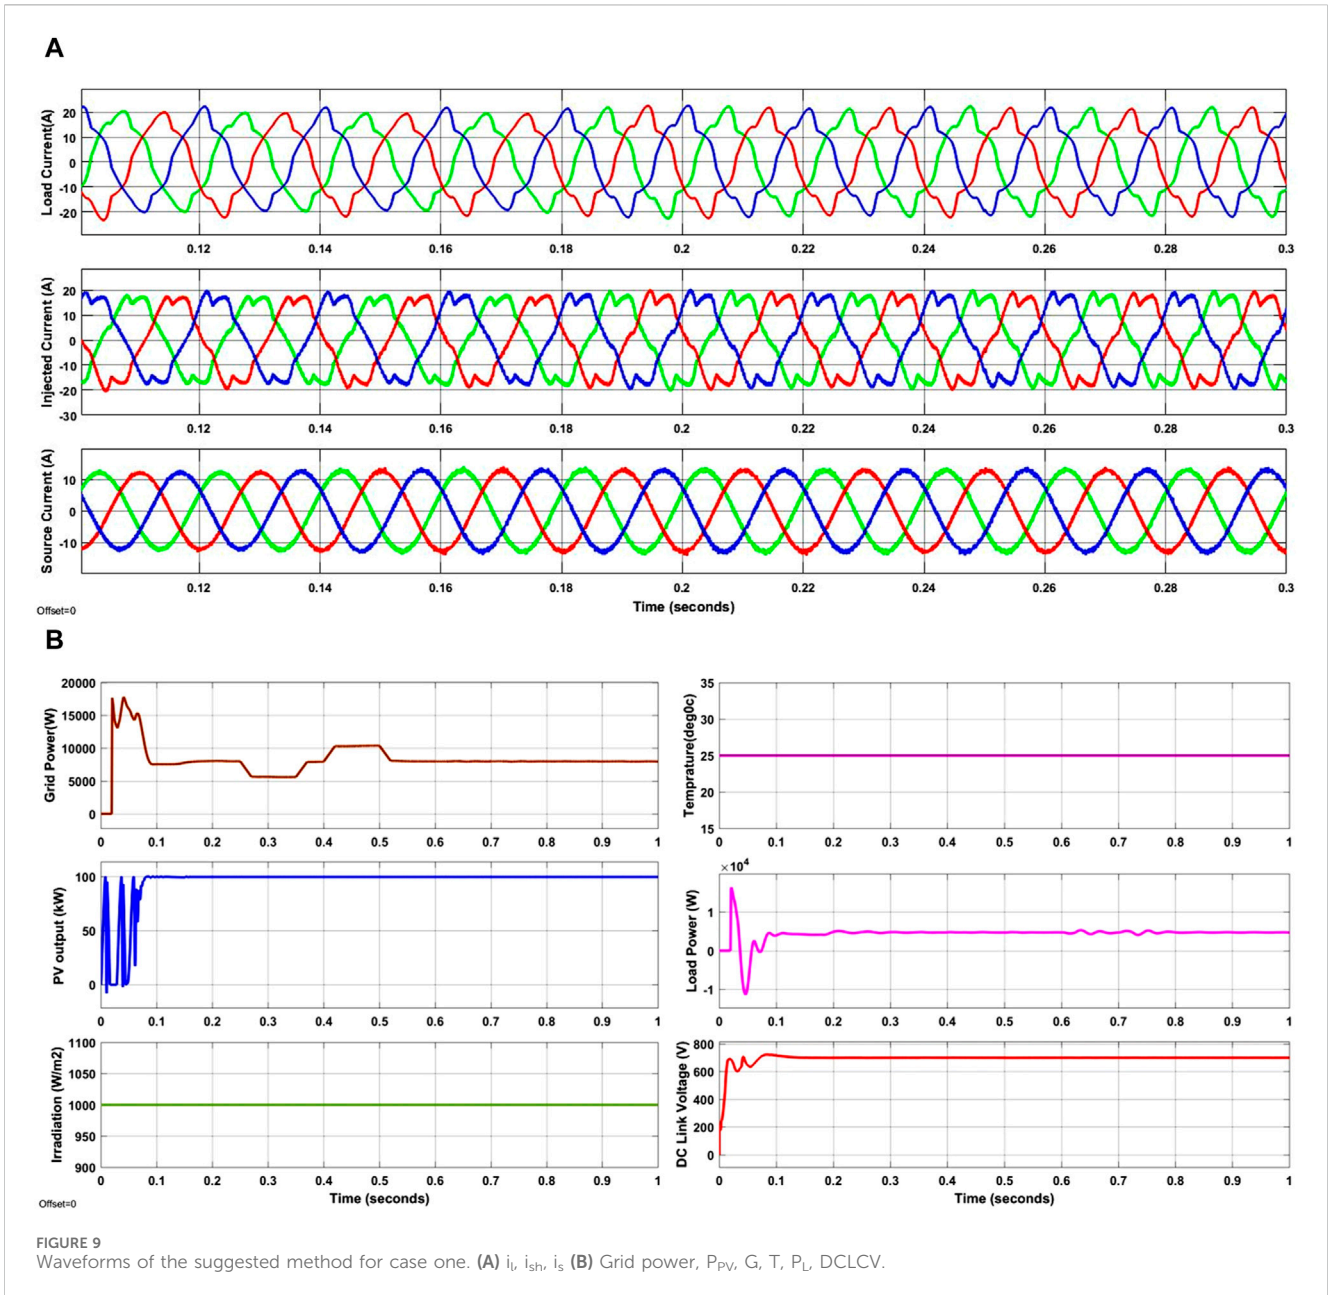 A
Load Current(A)
20
10
0
-10
-20
0.12 0.14 0.16 0.18 0.2 0.22 0.24 0.26 0.28 0.3
Injected Current (A)
20
10
0
-10
-20
-30
0.12 0.14 0.16 0.18 0.2 0.22 0.24 0.26 0.28 0.3
Source Current (A)
10
0
-10
0.12 0.14 0.16 0.18 0.2 0.22 0.24 0.26 0.28 0.3
Time (seconds)
Offset=0
B
Grid Power(W)
20000
15000
10000
5000
0
0 0.1 0.2 0.3 0.4 0.5 0.6 0.7 0.8 0.9 1
Temprature(deg0c)
35
30
25
20
15
0 0.1 0.2 0.3 0.4 0.5 0.6 0.7 0.8 0.9 1
PV output (kW)
100
50
0
0 0.1 0.2 0.3 0.4 0.5 0.6 0.7 0.8 0.9 1
×10⁴
Load Power (W)
1
0
-1
0 0.1 0.2 0.3 0.4 0.5 0.6 0.7 0.8 0.9 1
Irradiation (W/m2)
1100
1050
1000
950
900
0 0.1 0.2 0.3 0.4 0.5 0.6 0.7 0.8 0.9 1
Time (seconds)
DC Link Voltage (V)
800
600
400
200
0
0 0.1 0.2 0.3 0.4 0.5 0.6 0.7 0.8 0.9 1
Time (seconds)
Offset=0
FIGURE 9
Waveforms of the suggested method for case one. (A) iₗ, iₛₕ, iₛ (B) Grid power, P_PV, G, T, P_L, DCLCV.